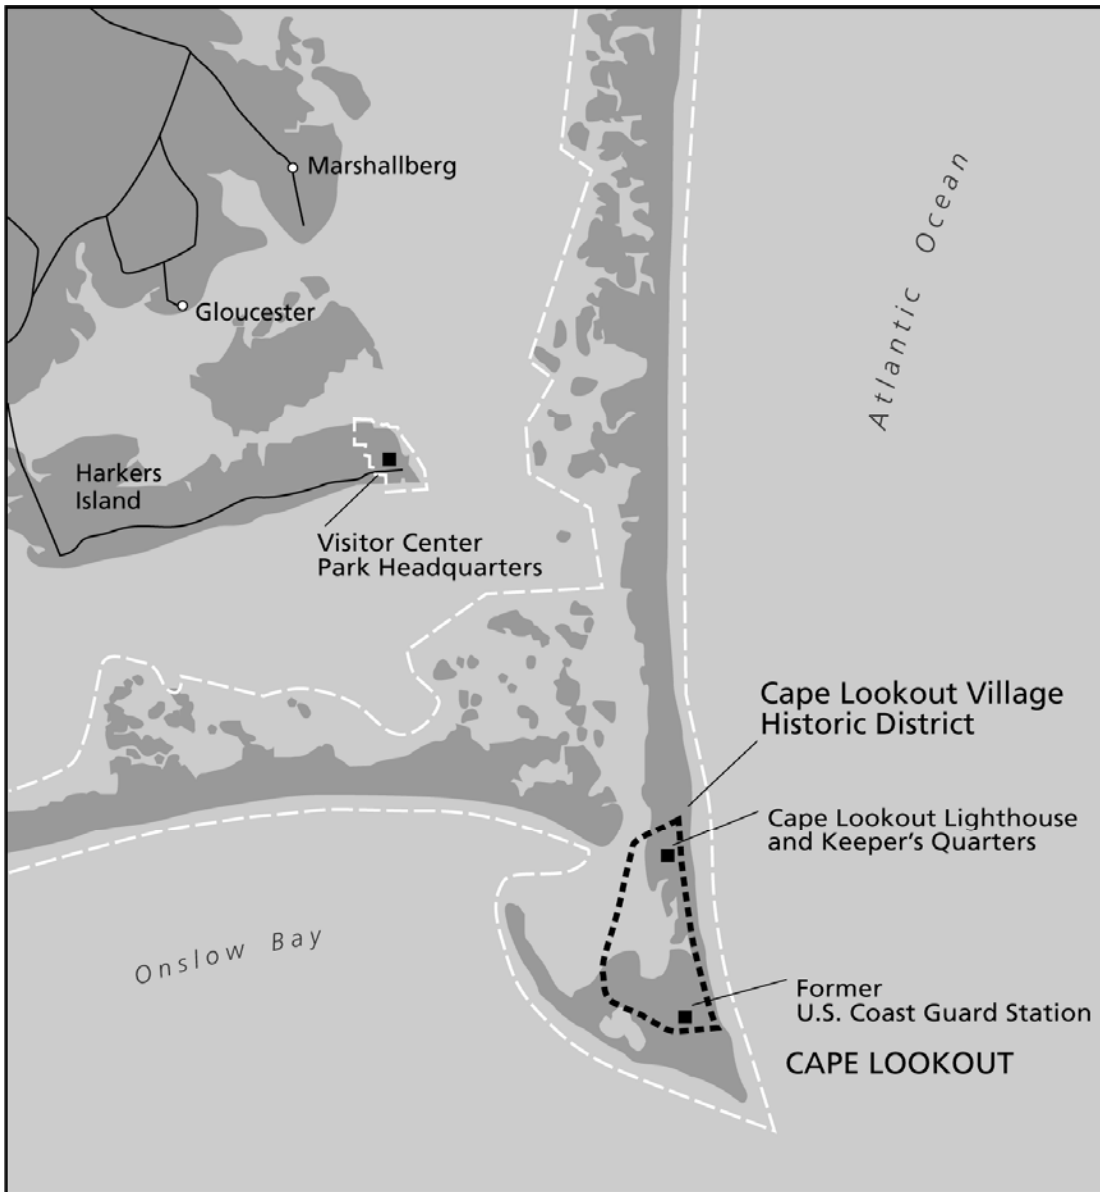 Marshallberg
Atlantic Ocean
Gloucester
Harkers
Island
Visitor Center
Park Headquarters
Cape Lookout Village
Historic District
Cape Lookout Lighthouse
and Keeper's Quarters
Onslow Bay
Former
U.S. Coast Guard Station
CAPE LOOKOUT